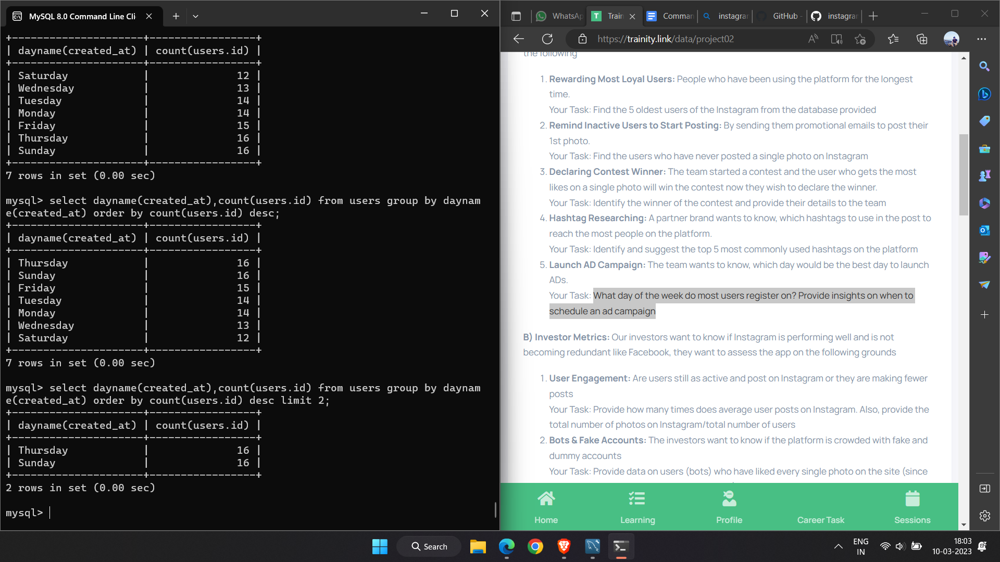 MySQL 8.0 Command Line Cli
+---------------------+-----------------+
| dayname(created_at) | count(users.id) |
+---------------------+-----------------+
| Saturday            |              12 |
| Wednesday           |              13 |
| Tuesday             |              14 |
| Monday              |              14 |
| Friday              |              15 |
| Thursday            |              16 |
| Sunday              |              16 |
+---------------------+-----------------+
7 rows in set (0.00 sec)
mysql> select dayname(created_at),count(users.id) from users group by daynam
e(created_at) order by count(users.id) desc;
+---------------------+-----------------+
| dayname(created_at) | count(users.id) |
+---------------------+-----------------+
| Thursday            |              16 |
| Sunday              |              16 |
| Friday              |              15 |
| Tuesday             |              14 |
| Monday              |              14 |
| Wednesday           |              13 |
| Saturday            |              12 |
+---------------------+-----------------+
7 rows in set (0.00 sec)
mysql> select dayname(created_at),count(users.id) from users group by daynam
e(created_at) order by count(users.id) desc limit 2;
+---------------------+-----------------+
| dayname(created_at) | count(users.id) |
+---------------------+-----------------+
| Thursday            |              16 |
| Sunday              |              16 |
+---------------------+-----------------+
2 rows in set (0.00 sec)
mysql>
WhatsAp
T Train
Comman
instagrar
GitHub -
instagrar
https://trainity.link/data/project02
the following
1. Rewarding Most Loyal Users: People who have been using the platform for the longest
time.
Your Task: Find the 5 oldest users of the Instagram from the database provided
2. Remind Inactive Users to Start Posting: By sending them promotional emails to post their
1st photo.
Your Task: Find the users who have never posted a single photo on Instagram
3. Declaring Contest Winner: The team started a contest and the user who gets the most
likes on a single photo will win the contest now they wish to declare the winner.
Your Task: Identify the winner of the contest and provide their details to the team
4. Hashtag Researching: A partner brand wants to know, which hashtags to use in the post to
reach the most people on the platform.
Your Task: Identify and suggest the top 5 most commonly used hashtags on the platform
5. Launch AD Campaign: The team wants to know, which day would be the best day to launch
ADs.
Your Task: What day of the week do most users register on? Provide insights on when to
schedule an ad campaign
B) Investor Metrics: Our investors want to know if Instagram is performing well and is not
becoming redundant like Facebook, they want to assess the app on the following grounds
1. User Engagement: Are users still as active and post on Instagram or they are making fewer
posts
Your Task: Provide how many times does average user posts on Instagram. Also, provide the
total number of photos on Instagram/total number of users
2. Bots & Fake Accounts: The investors want to know if the platform is crowded with fake and
dummy accounts
Your Task: Provide data on users (bots) who have liked every single photo on the site (since
Home
Learning
Profile
Career Task
Sessions
Search
ENG
IN
18:03
10-03-2023